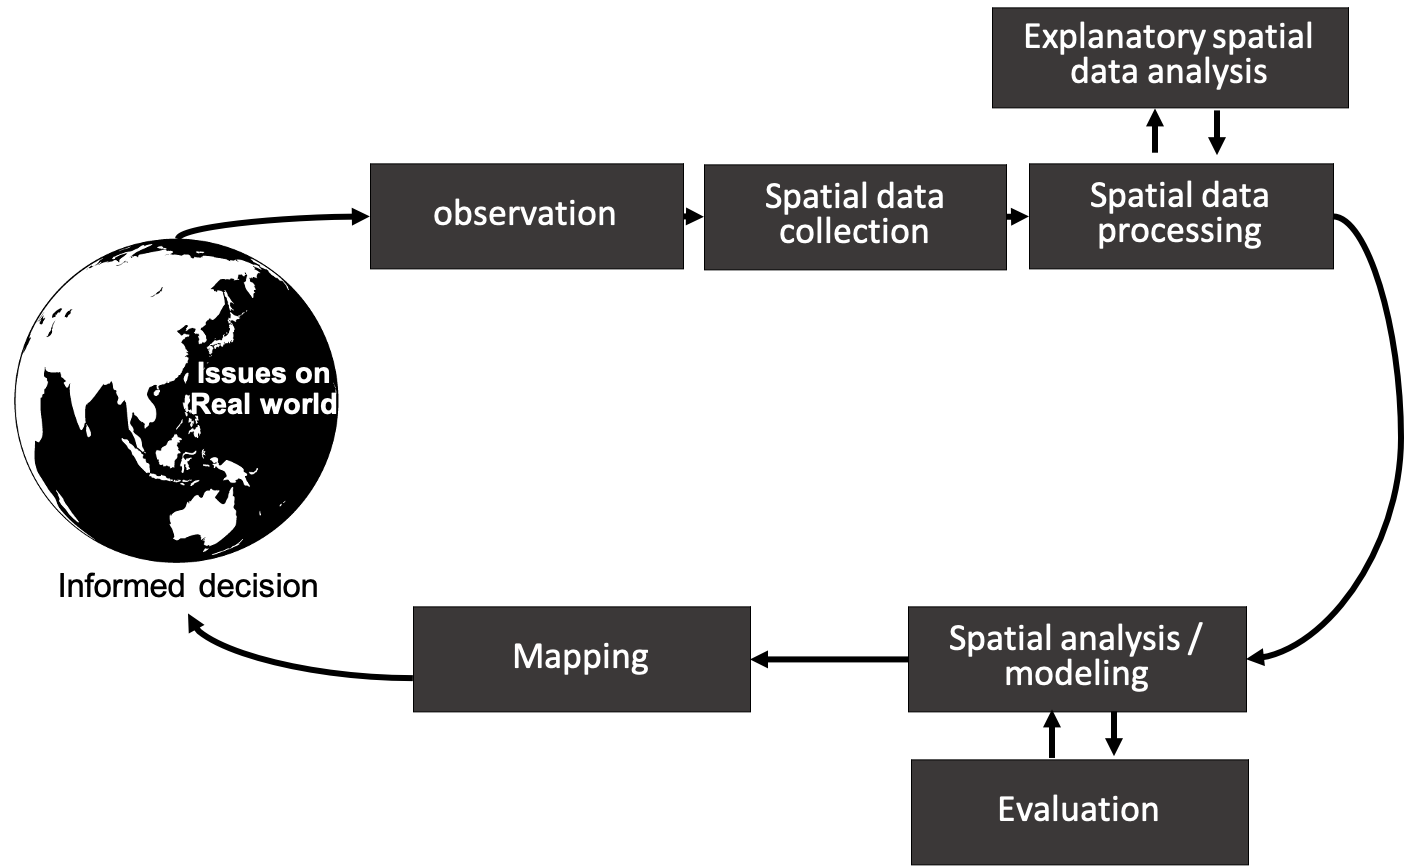 Explanatory spatial
data analysis
observation
Spatial data
collection
Spatial data
processing
Issues on
Real world
Informed decision
Mapping
Spatial analysis /
modeling
Evaluation